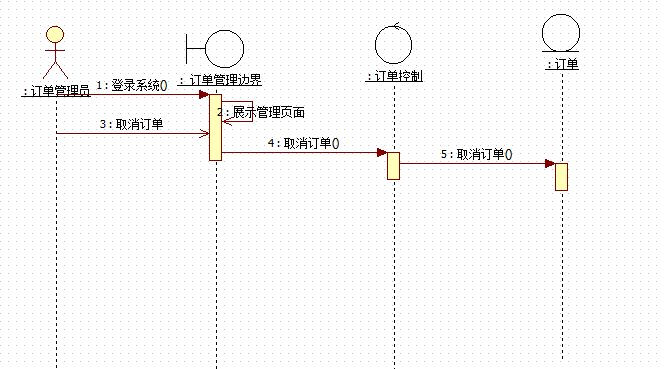 :订单管理员
:订单管理边界
:订单控制
:订单
1:登录系统()
2:展示管理页面
3:取消订单
4:取消订单()
5:取消订单()